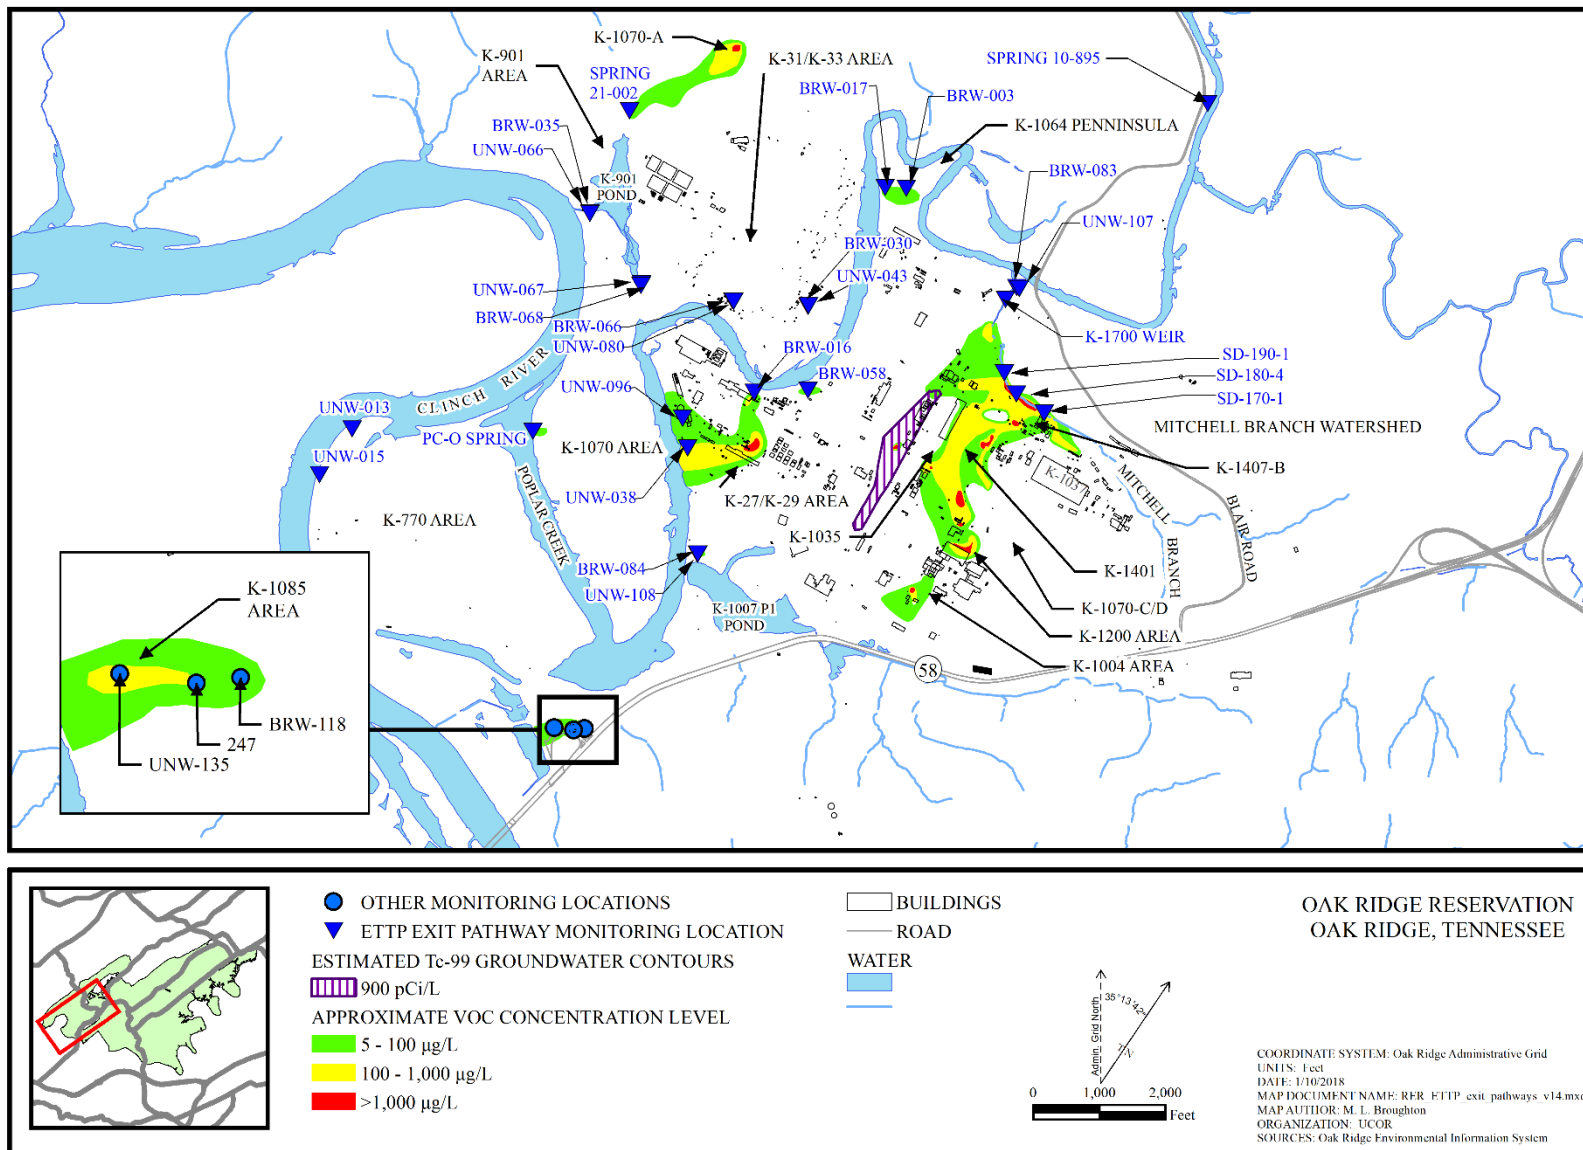 K-1070-A
K-901
AREA
SPRING
21-002
K-31/K-33 AREA
SPRING 10-895
BRW-017
BRW-003
BRW-035
UNW-066
K-1064 PENNINSULA
BRW-083
K-901
POND
UNW-107
BRW-030
UNW-043
UNW-067
BRW-068
BRW-066
UNW-080
K-1700 WEIR
BRW-016
SD-190-1
BRW-058
SD-180-4
UNW-096
SD-170-1
CLINCH RIVER
UNW-013
PC-O SPRING
K-1070 AREA
MITCHELL BRANCH WATERSHED
UNW-015
K-1407-B
K-1037
UNW-038
K-27/K-29 AREA
MITCHELL
BRANCH
BLAIR ROAD
POPLAR CREEK
K-770 AREA
K-1035
BRW-084
K-1401
UNW-108
K-1085
AREA
K-1007 P1
POND
K-1070-C/D
K-1200 AREA
K-1004 AREA
58
BRW-118
247
UNW-135
OTHER MONITORING LOCATIONS
ETTP EXIT PATHWAY MONITORING LOCATION
ESTIMATED Tc-99 GROUNDWATER CONTOURS
900 pCi/L
APPROXIMATE VOC CONCENTRATION LEVEL
5 - 100 µg/L
100 - 1,000 µg/L
>1,000 µg/L
BUILDINGS
ROAD
WATER
Admin. Grid North
35°13'42"
T-N
0 1,000 2,000
Feet
OAK RIDGE RESERVATION
OAK RIDGE, TENNESSEE
COORDINATE SYSTEM: Oak Ridge Administrative Grid
UNITS: Feet
DATE: 1/10/2018
MAP DOCUMENT NAME: RER_ETTP_exit_pathways_v14.mxd
MAP AUTHOR: M. L. Broughton
ORGANIZATION: UCOR
SOURCES: Oak Ridge Environmental Information System